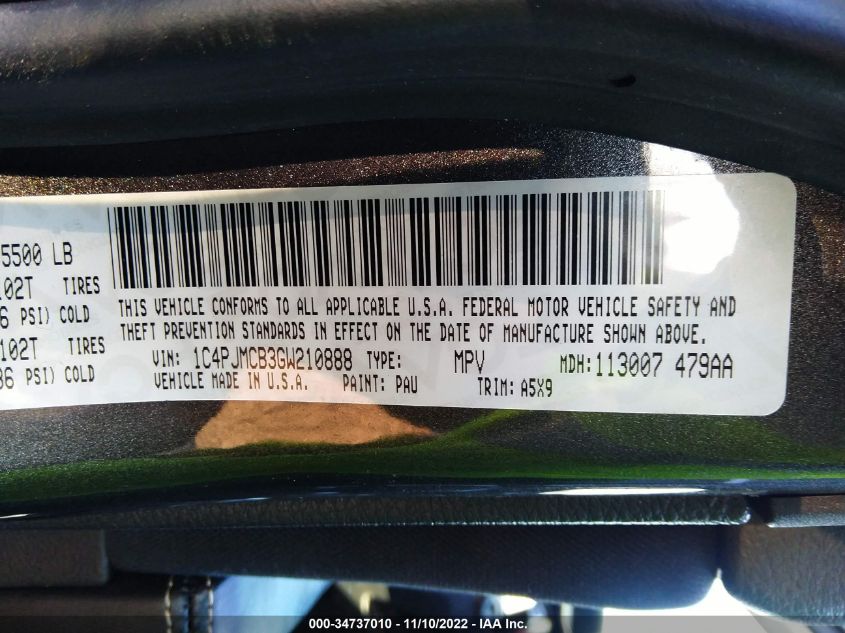 5500 LB
102T TIRES
6 PSI) COLD
102T TIRES
36 PSI) COLD
THIS VEHICLE CONFORMS TO ALL APPLICABLE U.S.A. FEDERAL MOTOR VEHICLE SAFETY AND
THEFT PREVENTION STANDARDS IN EFFECT ON THE DATE OF MANUFACTURE SHOWN ABOVE.
VIN: 1C4PJMCB3GW210888 TYPE: MPV MDH: 113007 479AA
VEHICLE MADE IN U.S.A. PAINT: PAU TRIM: A5X9
000-34737010 - 11/10/2022 - IAA Inc.